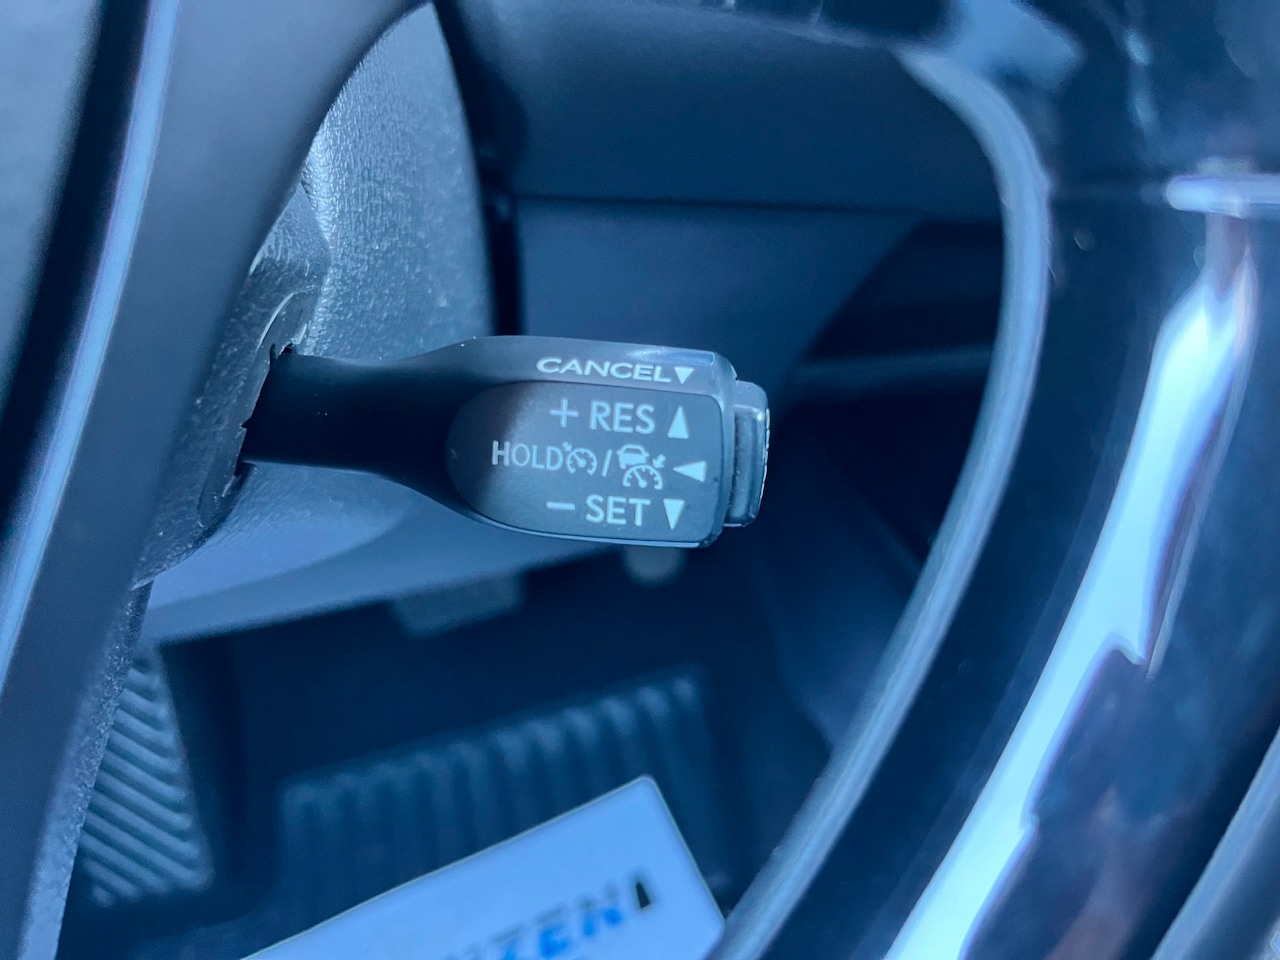 CANCEL▼
+ RES ▲
HOLD / ◀
− SET ▼